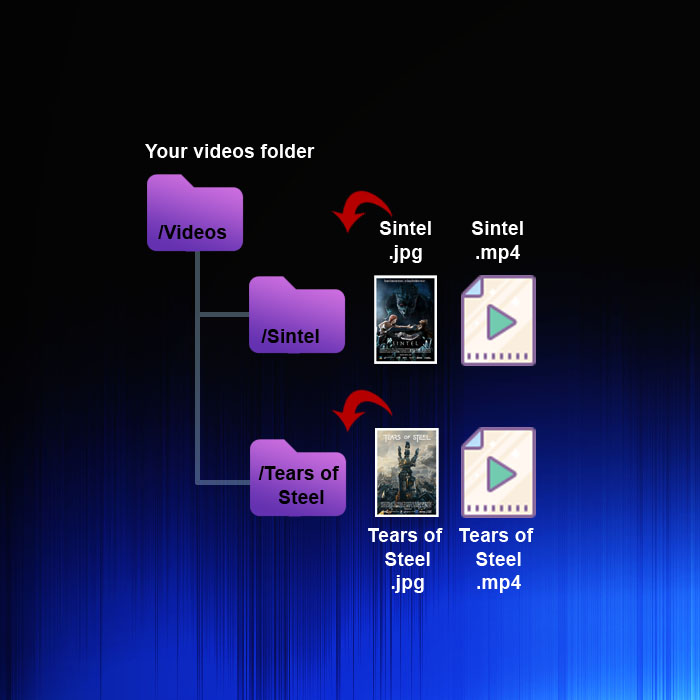 Your videos folder
/Videos
Sintel
.jpg
Sintel
.mp4
/Sintel
SINTEL
TEARS OF STEEL
/Tears of
Steel
Tears of
Steel
.jpg
Tears of
Steel
.mp4